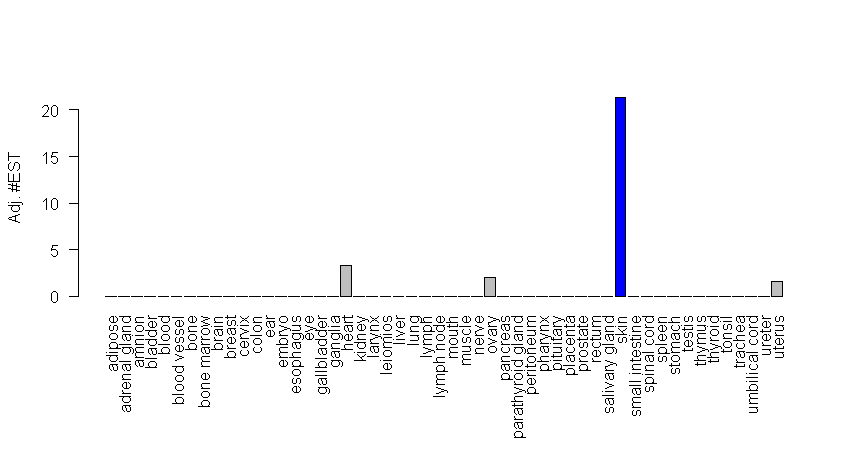 Adj. #EST
20
15
10
5
0
adipose
adrenal gland
amnion
bladder
blood
blood vessel
bone
bone marrow
brain
breast
cervix
colon
ear
embryo
esophagus
eye
gallbladder
ganglia
heart
kidney
larynx
leiomios
liver
lung
lymph
lymph node
mouth
muscle
nerve
ovary
pancreas
parathyroid gland
peritoneum
pharynx
pituitary
placenta
prostate
rectum
salivary gland
skin
small intestine
spinal cord
spleen
stomach
testis
thymus
thyroid
tonsil
trachea
umbilical cord
ureter
uterus